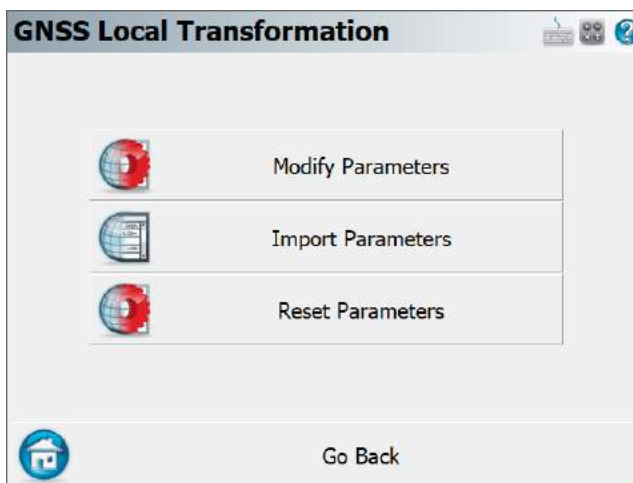 GNSS Local Transformation
Modify Parameters
Import Parameters
Reset Parameters
Go Back